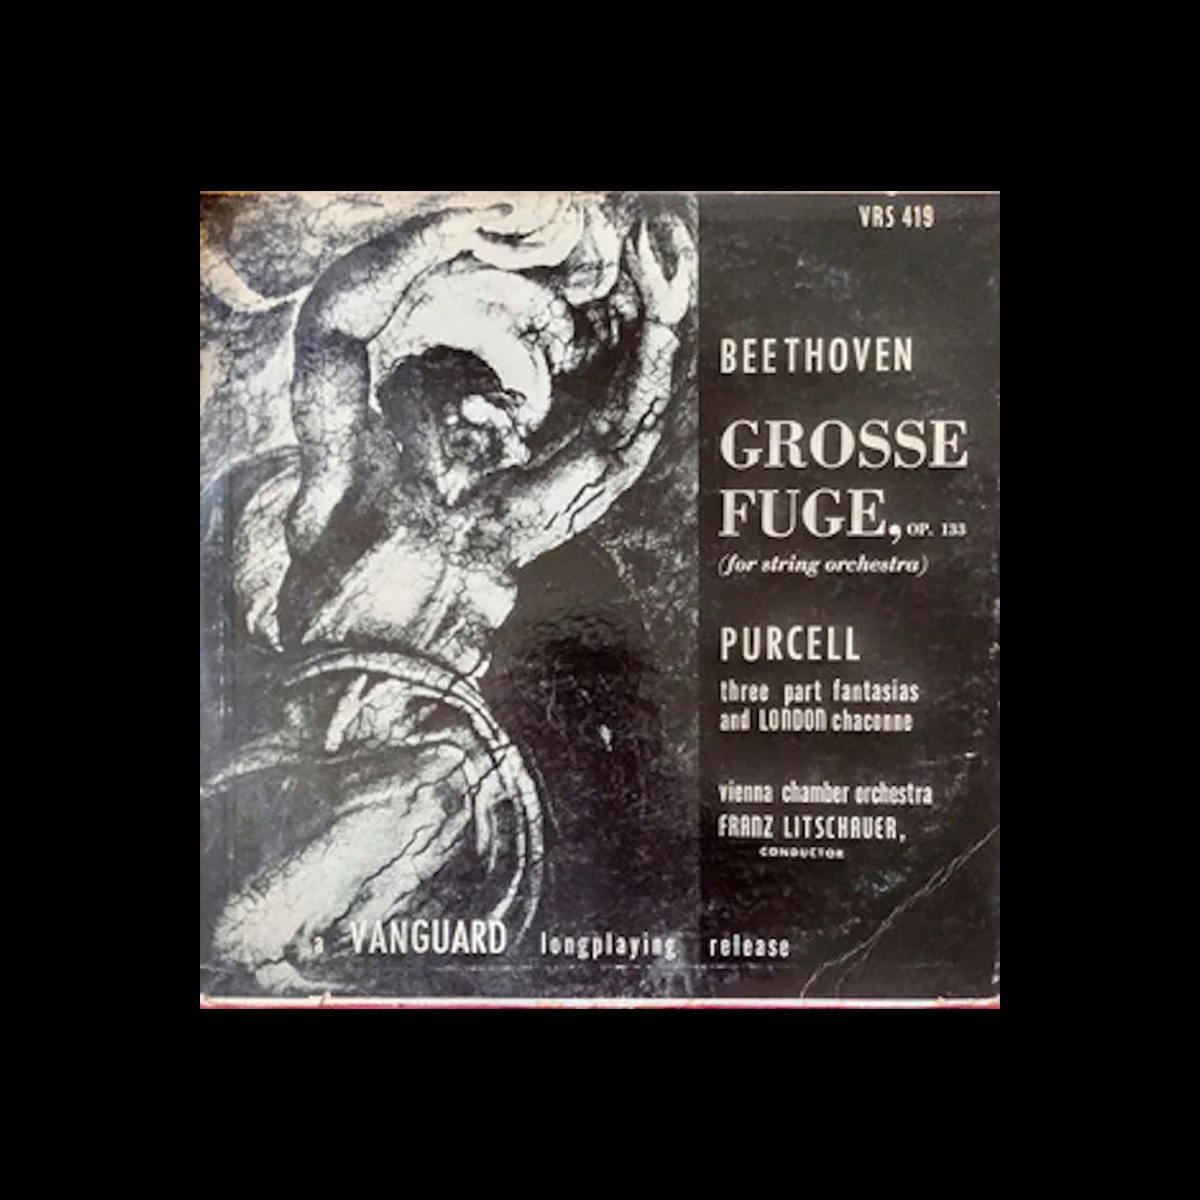 VRS 419
BEETHOVEN
GROSSE
FUGE, OP. 133
(for string orchestra)
PURCELL
three part fantasias
and LONDON chaconne
vienna chamber orchestra
FRANZ LITSCHAUER,
CONDUCTOR
a VANGUARD longplaying release